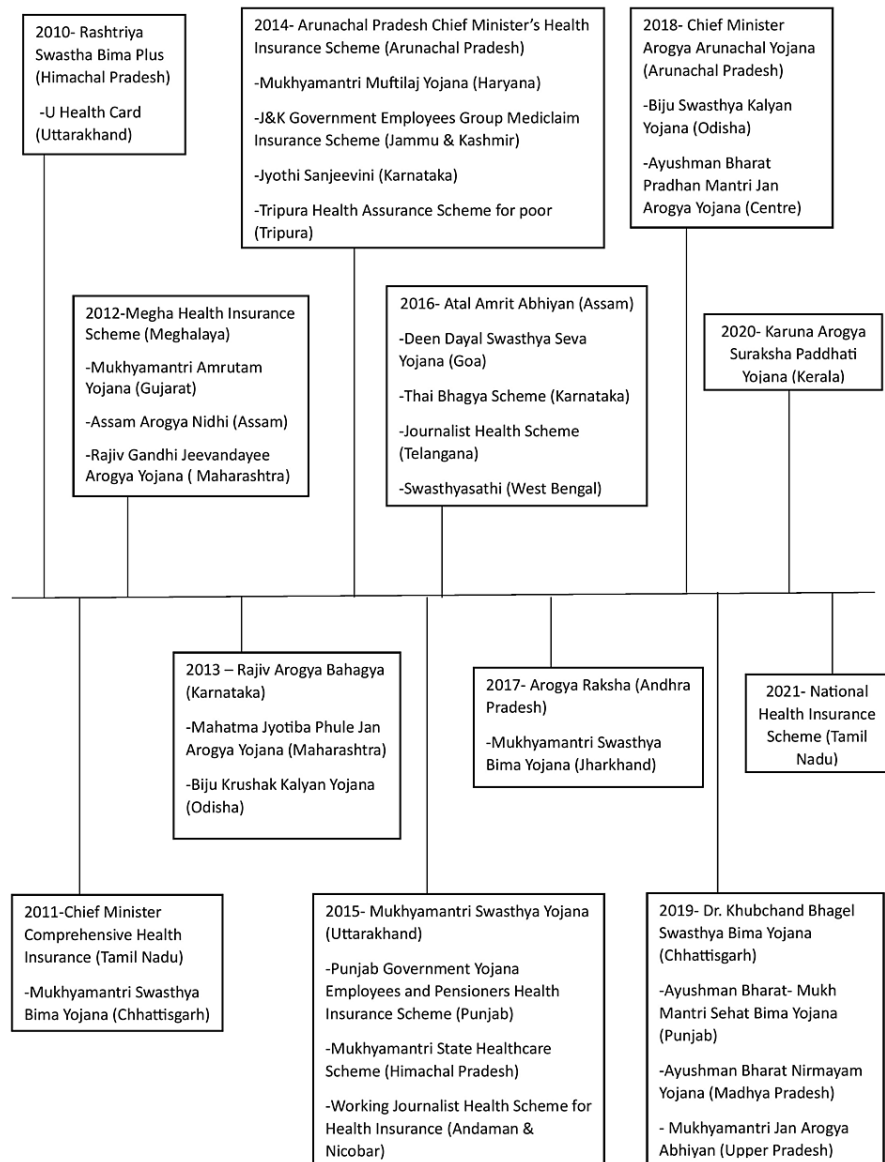 2010- Rashtriya
Swastha Bima Plus
(Himachal Pradesh)
-U Health Card
(Uttarakhand)
2014- Arunachal Pradesh Chief Minister's Health
Insurance Scheme (Arunachal Pradesh)
-Mukhyamantri Muftilaj Yojana (Haryana)
-J&K Government Employees Group Mediclaim
Insurance Scheme (Jammu & Kashmir)
-Jyothi Sanjeevini (Karnataka)
-Tripura Health Assurance Scheme for poor
(Tripura)
2018- Chief Minister
Arogya Arunachal Yojana
(Arunachal Pradesh)
-Biju Swasthya Kalyan
Yojana (Odisha)
-Ayushman Bharat
Pradhan Mantri Jan
Arogya Yojana (Centre)
2012-Megha Health Insurance
Scheme (Meghalaya)
-Mukhyamantri Amrutam
Yojana (Gujarat)
-Assam Arogya Nidhi (Assam)
-Rajiv Gandhi Jeevandayee
Arogya Yojana ( Maharashtra)
2016- Atal Amrit Abhiyan (Assam)
-Deen Dayal Swasthya Seva
Yojana (Goa)
-Thai Bhagya Scheme (Karnataka)
-Journalist Health Scheme
(Telangana)
-Swasthyasathi (West Bengal)
2020- Karuna Arogya
Suraksha Paddhati
Yojana (Kerala)
2013 – Rajiv Arogya Bahagya
(Karnataka)
-Mahatma Jyotiba Phule Jan
Arogya Yojana (Maharashtra)
-Biju Krushak Kalyan Yojana
(Odisha)
2017- Arogya Raksha (Andhra
Pradesh)
-Mukhyamantri Swasthya
Bima Yojana (Jharkhand)
2021- National
Health Insurance
Scheme (Tamil
Nadu)
2011-Chief Minister
Comprehensive Health
Insurance (Tamil Nadu)
-Mukhyamantri Swasthya
Bima Yojana (Chhattisgarh)
2015- Mukhyamantri Swasthya Yojana
(Uttarakhand)
-Punjab Government Yojana
Employees and Pensioners Health
Insurance Scheme (Punjab)
-Mukhyamantri State Healthcare
Scheme (Himachal Pradesh)
-Working Journalist Health Scheme for
Health Insurance (Andaman &
Nicobar)
2019- Dr. Khubchand Bhagel
Swasthya Bima Yojana
(Chhattisgarh)
-Ayushman Bharat- Mukh
Mantri Sehat Bima Yojana
(Punjab)
-Ayushman Bharat Nirmayam
Yojana (Madhya Pradesh)
- Mukhyamantri Jan Arogya
Abhiyan (Upper Pradesh)